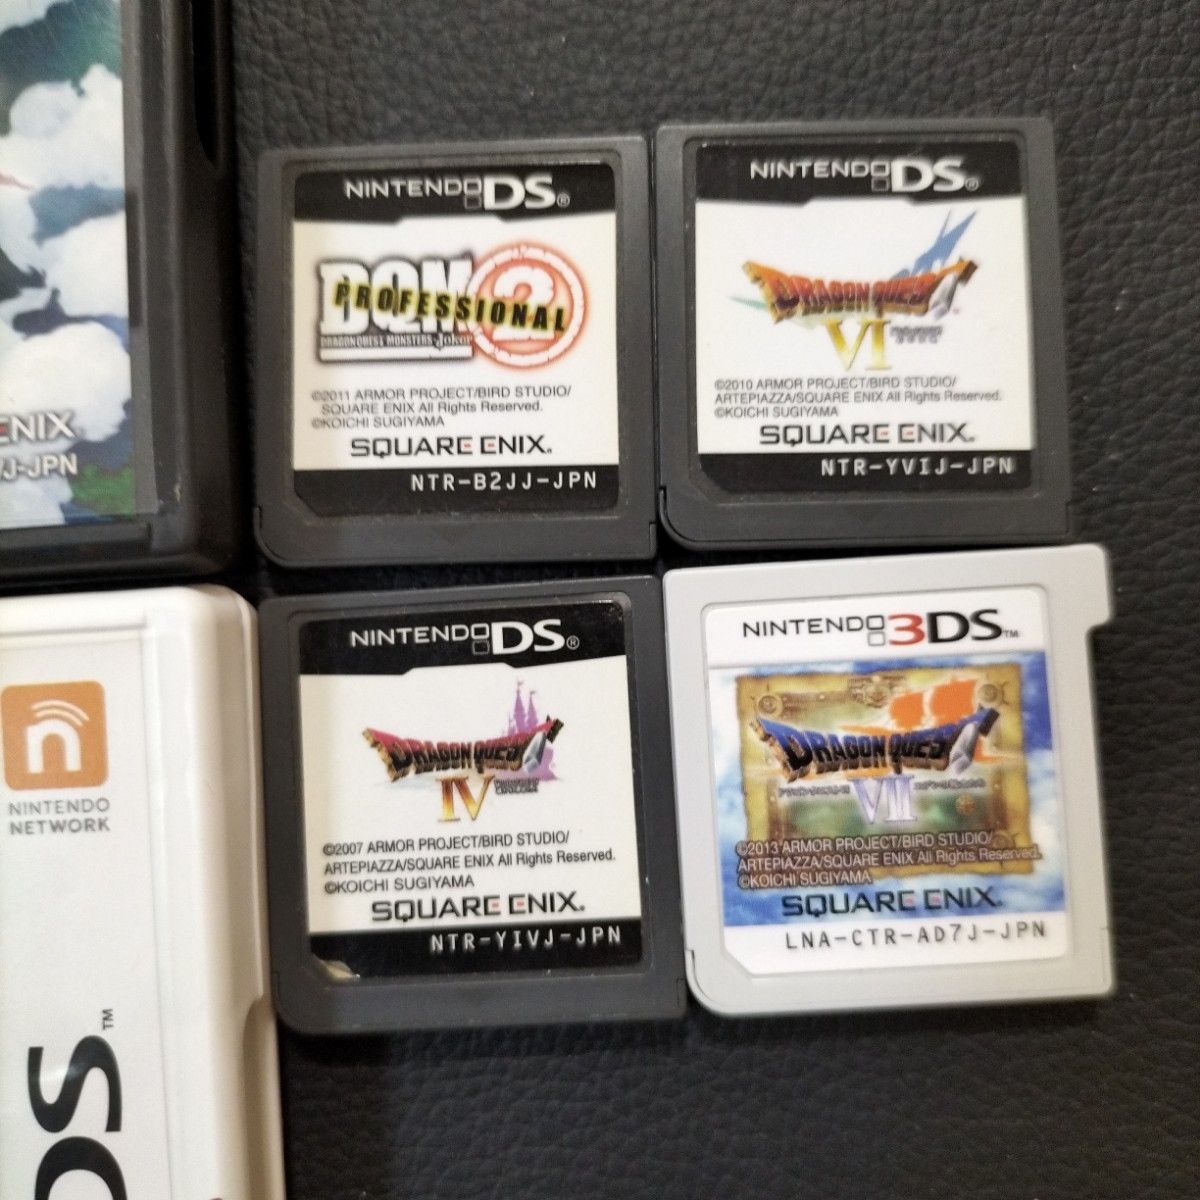 ENIX
J-JPN
NINTENDO
NETWORK
DS™
NINTENDO DS®
DQM
2
PROFESSIONAL
DRAGON QUEST MONSTERS Joker
©2011 ARMOR PROJECT/BIRD STUDIO/
SQUARE ENIX All Rights Reserved.
©KOICHI SUGIYAMA
SQUARE ENIX.
NTR-B2JJ-JPN
NINTENDO DS®
DRAGON QUEST
VI
©2010 ARMOR PROJECT/BIRD STUDIO/
ARTEPIAZZA/SQUARE ENIX All Rights Reserved.
©KOICHI SUGIYAMA
SQUARE ENIX.
NTR-YVIJ-JPN
NINTENDO DS®
DRAGON QUEST
IV
©2007 ARMOR PROJECT/BIRD STUDIO/
ARTEPIAZZA/SQUARE ENIX All Rights Reserved.
©KOICHI SUGIYAMA
SQUARE ENIX.
NTR-YIVJ-JPN
NINTENDO 3DS™
DRAGON QUEST
VII
©2013 ARMOR PROJECT/BIRD STUDIO/
ARTEPIAZZA/SQUARE ENIX All Rights Reserved.
©KOICHI SUGIYAMA
SQUARE ENIX.
LNA-CTR-AD7J-JPN